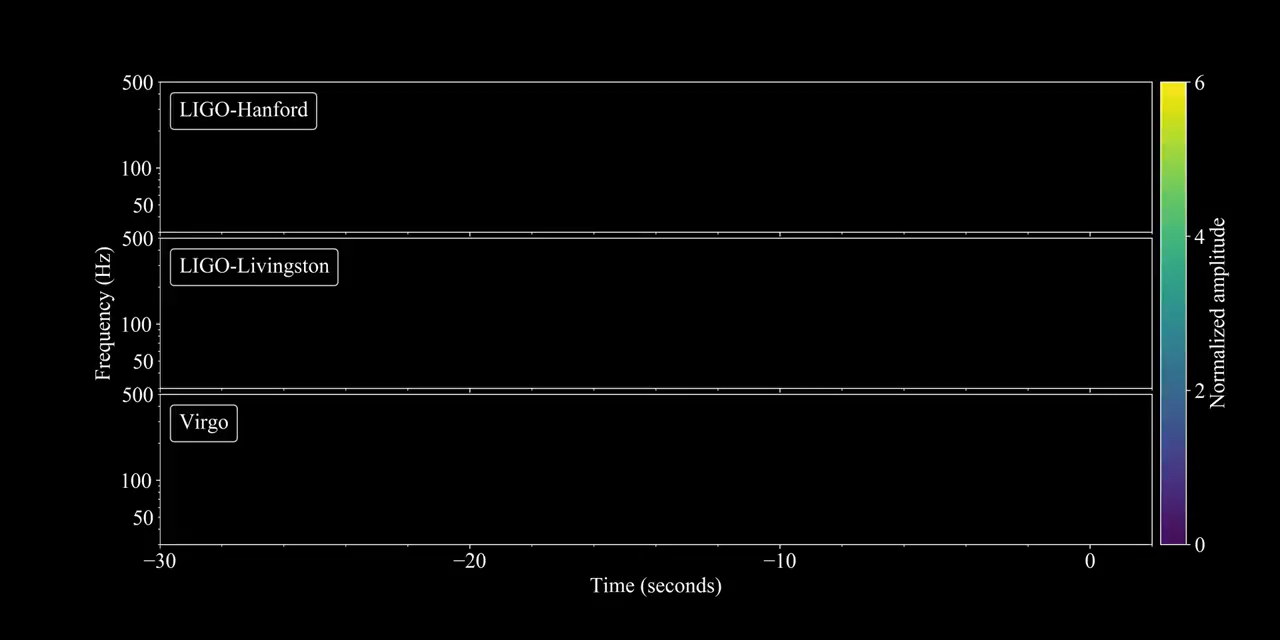 500
LIGO-Hanford
100
50
500
LIGO-Livingston
100
50
500
Virgo
100
50
−30
−20
−10
0
Time (seconds)
Frequency (Hz)
6
4
2
0
Normalized amplitude